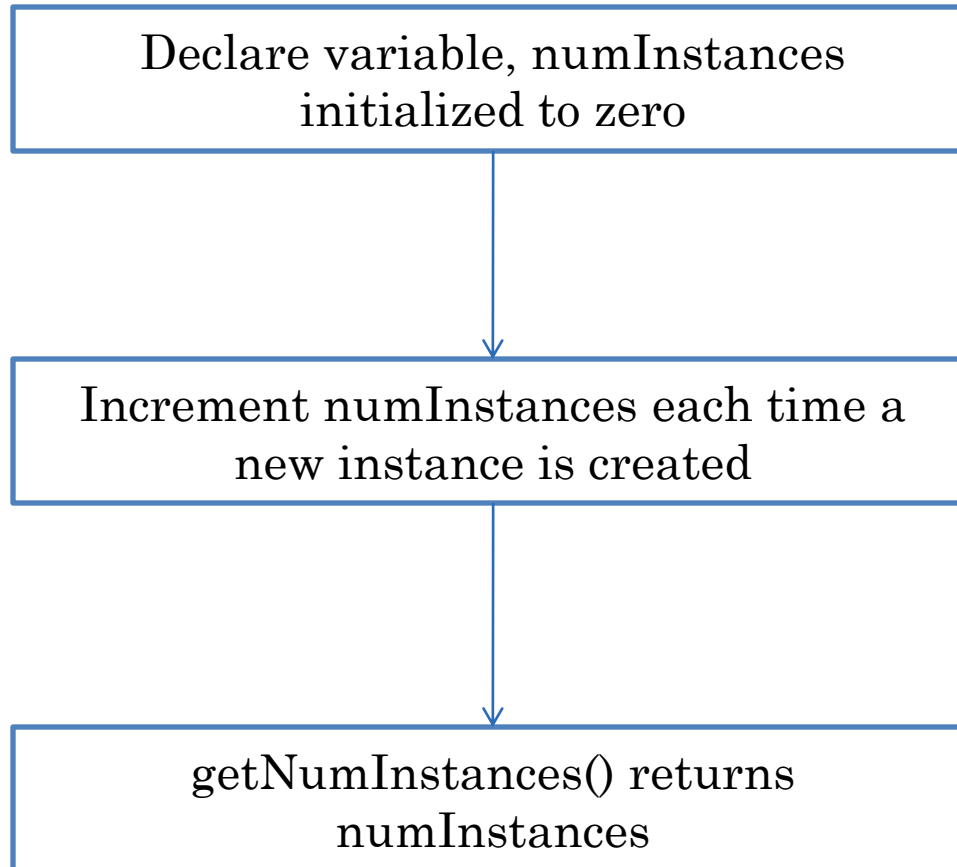 Declare variable, numInstances
initialized to zero
Increment numInstances each time a
new instance is created
getNumInstances() returns
numInstances